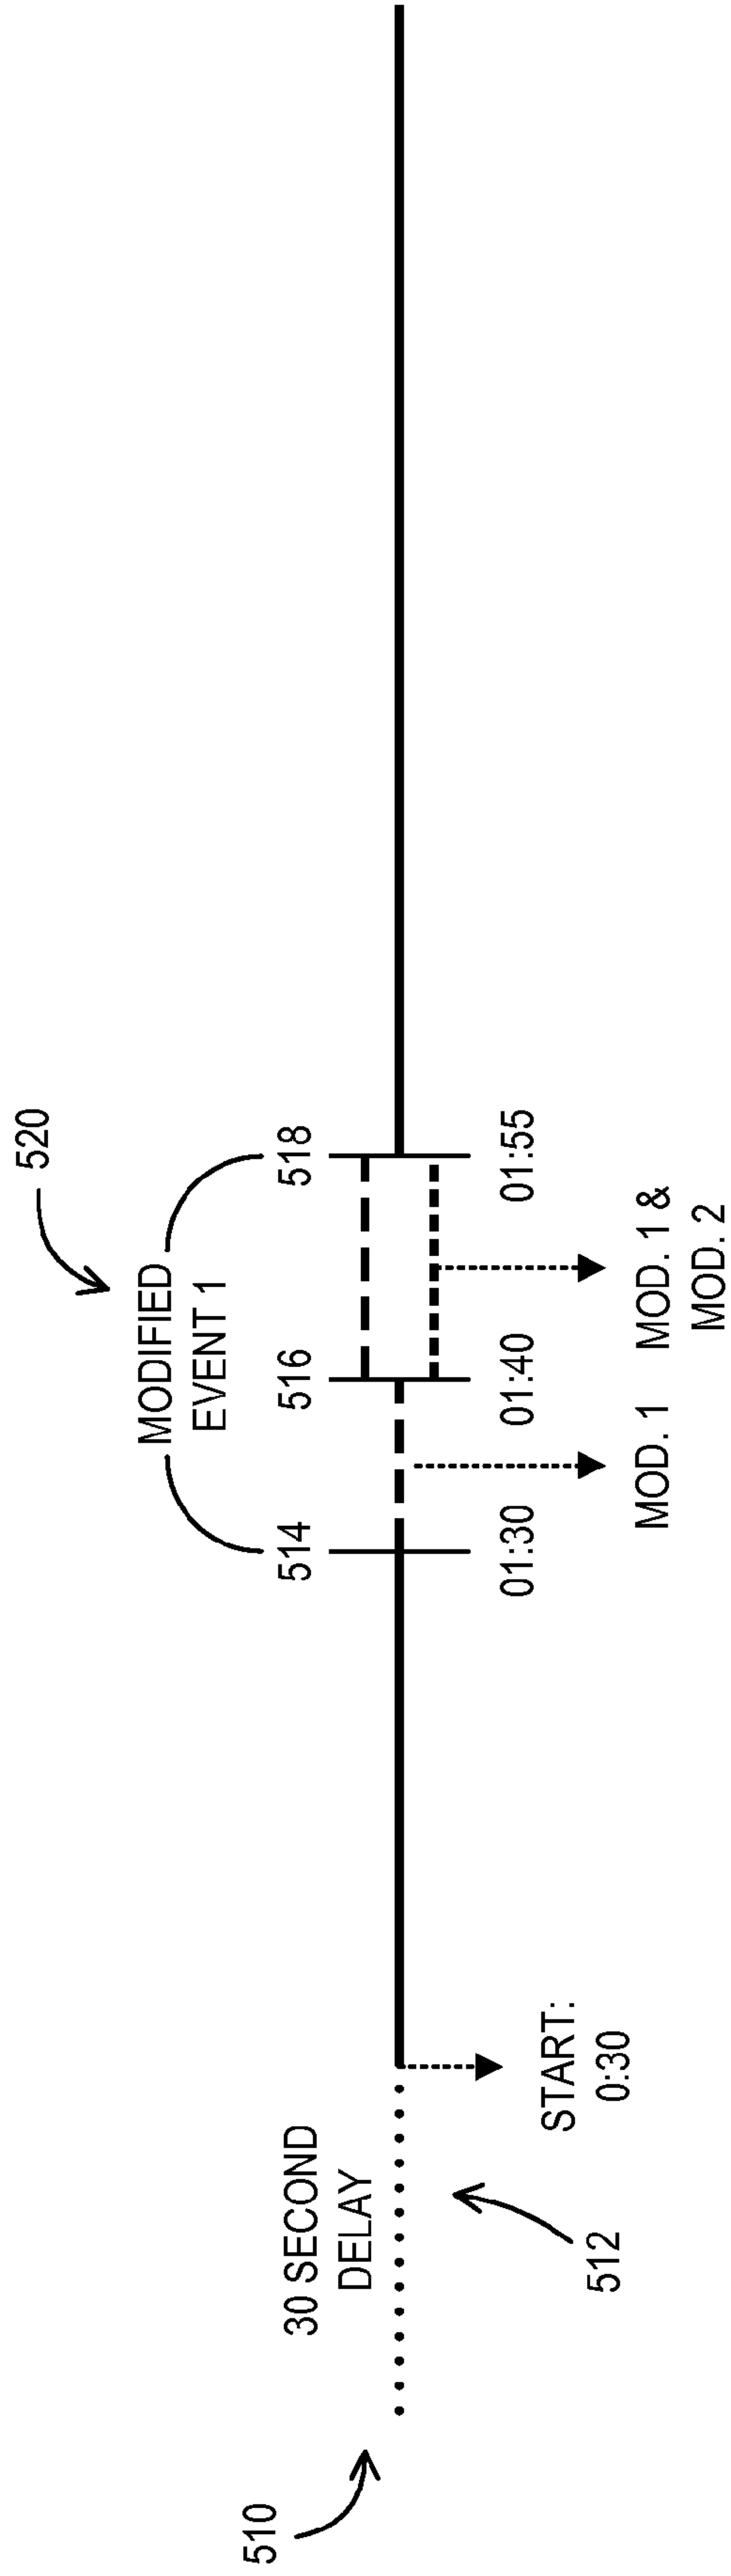 520
MODIFIED
EVENT 1
514
516
518
01:30
01:40
01:55
MOD. 1
MOD. 1 &
MOD. 2
510
30 SECOND
DELAY
512
START:
0:30